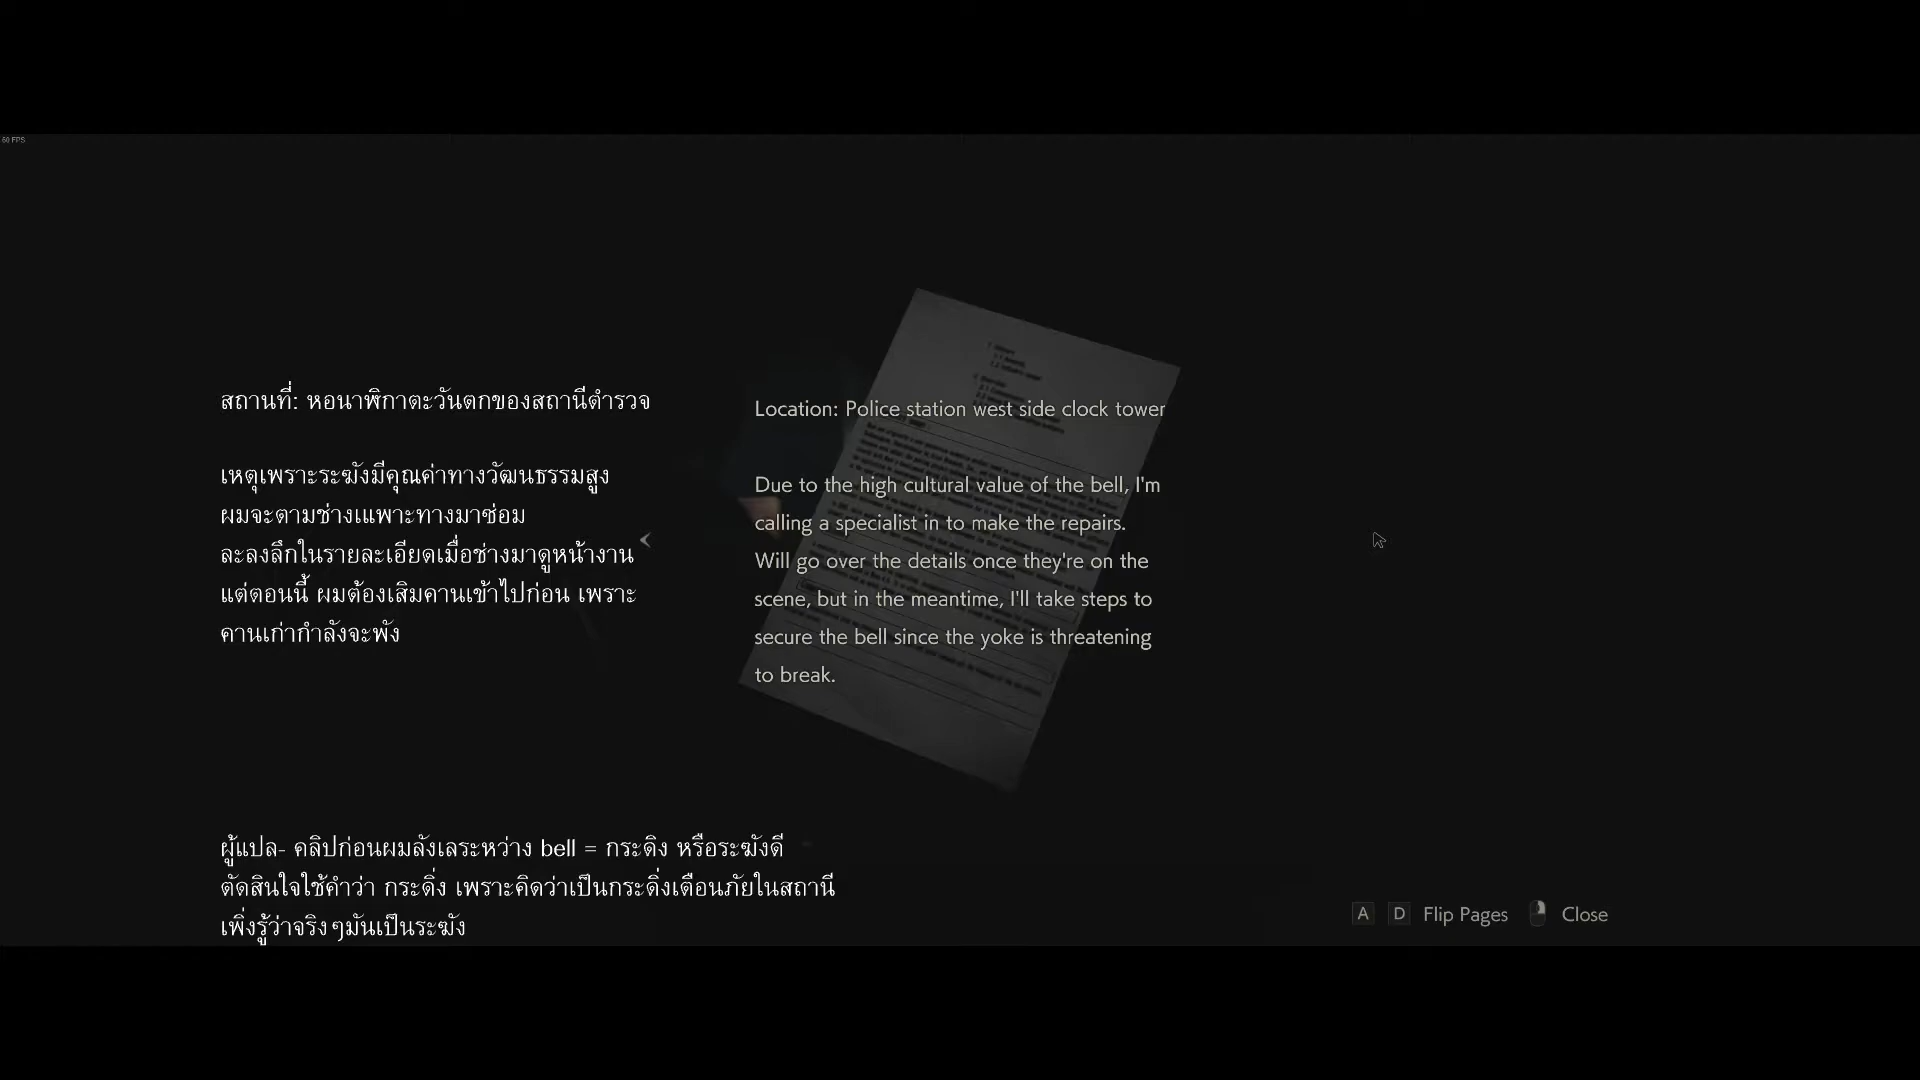 60 FPS
สถานที่: หอนาฬิกาตะวันตกของสถานีตำรวจ
เหตุเพราะระฆังมีคุณค่าทางวัฒนธรรมสูง
ผมจะตามช่างเแพาะทางมาซ่อม
ละลงลึกในรายละเอียดเมื่อช่างมาดูหน้างาน
แต่ตอนนี้ ผมต้องเสิมคานเข้าไปก่อน เพราะ
คานเก่ากำลังจะพัง
Location: Police station west side clock tower
Due to the high cultural value of the bell, I'm
calling a specialist in to make the repairs.
Will go over the details once they're on the
scene, but in the meantime, I'll take steps to
secure the bell since the yoke is threatening
to break.
ผู้แปล- คลิปก่อนผมลังเลระหว่าง bell = กระดิง หรือระฆังดี
ตัดสินใจใช้คำว่า กระดิ่ง เพราะคิดว่าเป็นกระดิ่งเตือนภัยในสถานี
เพิ่งรู้ว่าจริงๆมันเป็นระฆัง
A D Flip Pages Close